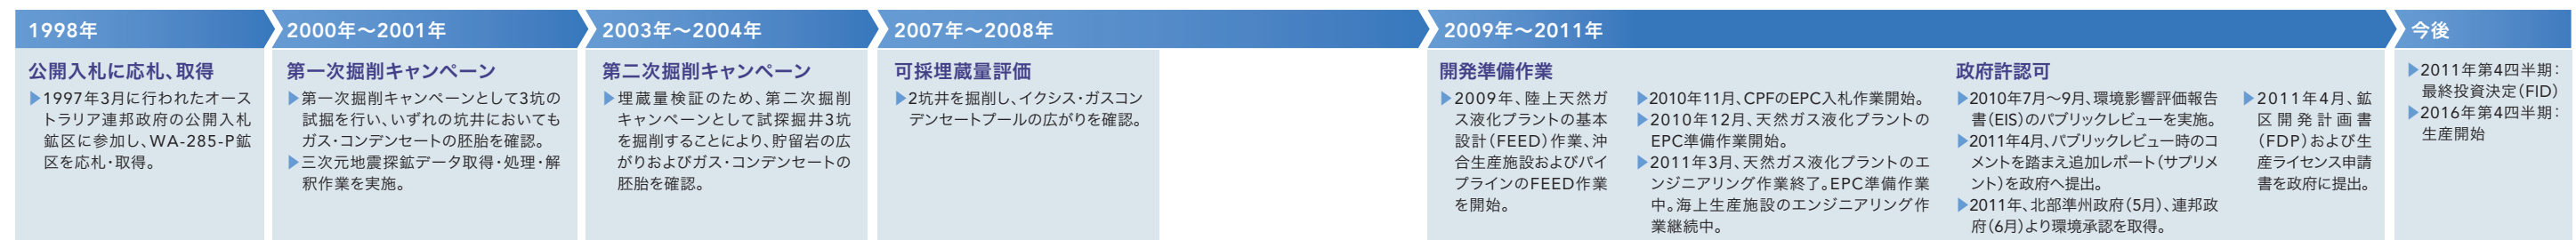 1998年
公開入札に応札、取得
▶1997年3月に行われたオース
トラリア連邦政府の公開入札
鉱区に参加し、WA-285-P鉱
区を応札・取得。
2000年～2001年
第一次掘削キャンペーン
▶第一次掘削キャンペーンとして3坑の
試掘を行い、いずれの坑井においても
ガス・コンデンセートの胚胎を確認。
▶三次元地震探鉱データ取得・処理・解
釈作業を実施。
2003年～2004年
第二次掘削キャンペーン
▶埋蔵量検証のため、第二次掘削
キャンペーンとして試探掘井3坑
を掘削することにより、貯留岩の広
がりおよびガス・コンデンセートの
胚胎を確認。
2007年～2008年
可採埋蔵量評価
▶2坑井を掘削し、イクシス・ガスコン
デンセートプールの広がりを確認。
2009年～2011年
開発準備作業
▶2009年、陸上天然ガ
ス液化プラントの基本
設計（FEED）作業、沖
合生産施設およびパイ
プラインのFEED作業
を開始。
▶2010年11月、CPFのEPC入札作業開始。
▶2010年12月、天然ガス液化プラントの
EPC準備作業開始。
▶2011年3月、天然ガス液化プラントのエ
ンジニアリング作業終了。EPC準備作業
中。海上生産施設のエンジニアリング作
業継続中。
政府許認可
▶2010年7月～9月、環境影響評価報告
書（EIS）のパブリックレビューを実施。
▶2011年4月、パブリックレビュー時のコ
メントを踏まえ追加レポート（サプリメ
ント）を政府へ提出。
▶2011年、北部準州政府（5月）、連邦政
府（6月）より環境承認を取得。
▶2011年4月、鉱
区開発計画書
（FDP）および生
産ライセンス申請
書を政府に提出。
今後
▶2011年第4四半期：
最終投資決定（FID）
▶2016年第4四半期：
生産開始